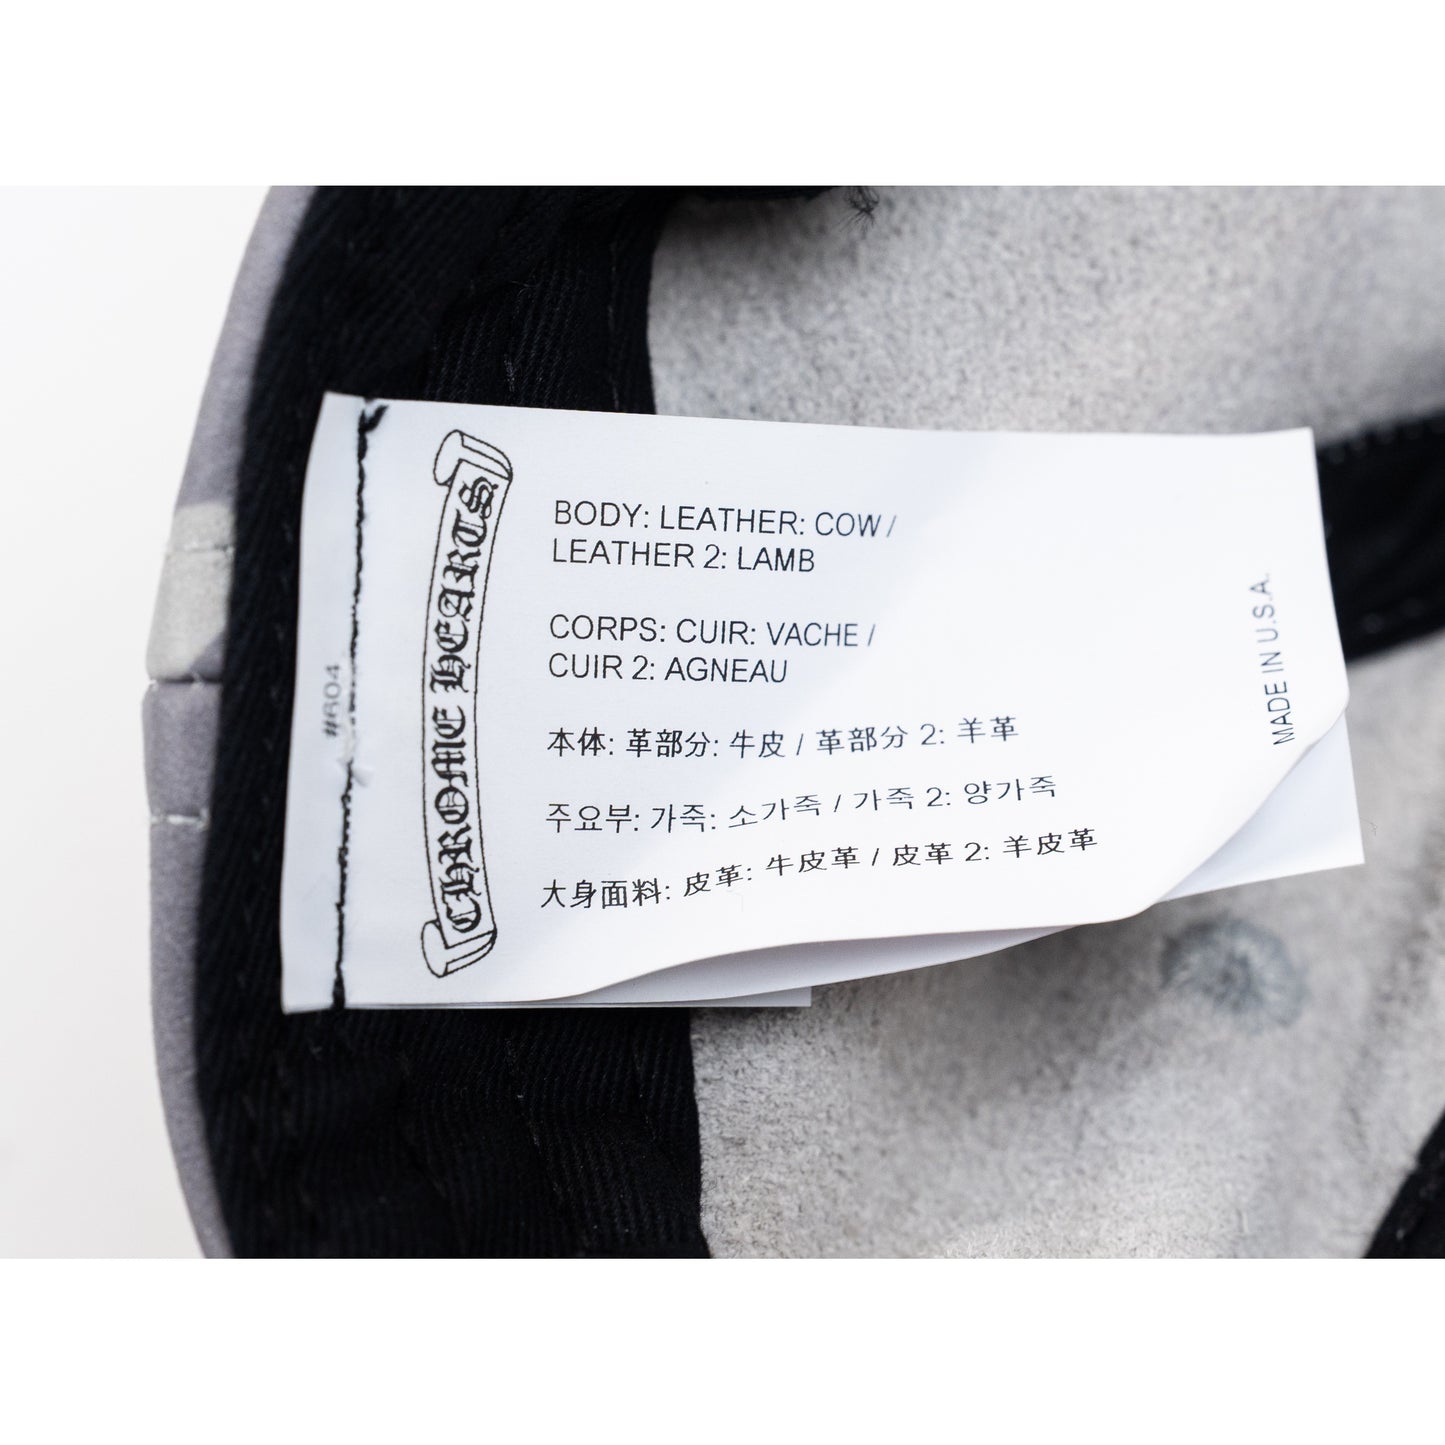 #604
CHROME HEARTS
BODY: LEATHER: COW /
LEATHER 2: LAMB
CORPS: CUIR: VACHE /
CUIR 2: AGNEAU
本体: 革部分: 牛皮 / 革部分 2: 羊革
주요부: 가죽: 소가죽 / 가죽 2: 양가죽
大身面料: 皮革: 牛皮革 / 皮革 2: 羊皮革
MADE IN U.S.A.